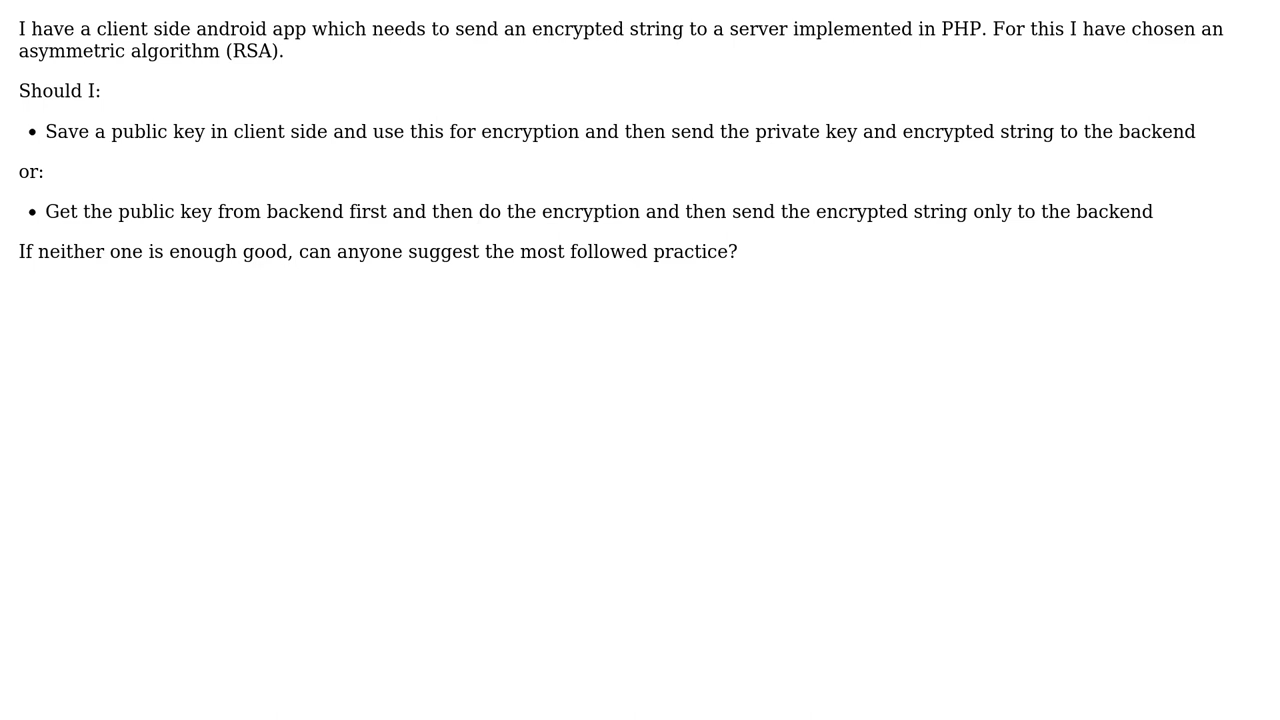 I have a client side android app which needs to send an encrypted string to a server implemented in PHP. For this I have chosen an
asymmetric algorithm (RSA).
Should I:
• Save a public key in client side and use this for encryption and then send the private key and encrypted string to the backend
or:
• Get the public key from backend first and then do the encryption and then send the encrypted string only to the backend
If neither one is enough good, can anyone suggest the most followed practice?